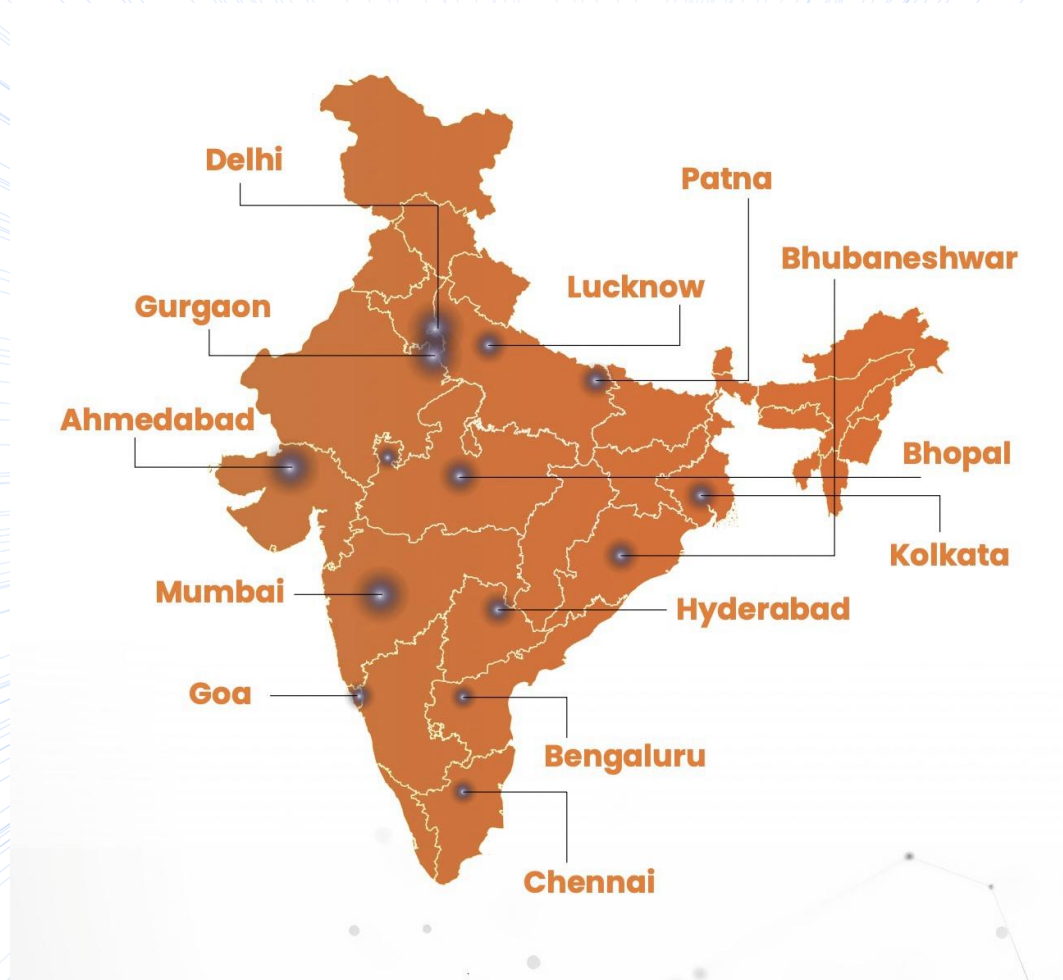 Delhi
Patna
Bhubaneshwar
Lucknow
Gurgaon
Ahmedabad
Bhopal
Kolkata
Mumbai
Hyderabad
Goa
Bengaluru
Chennai